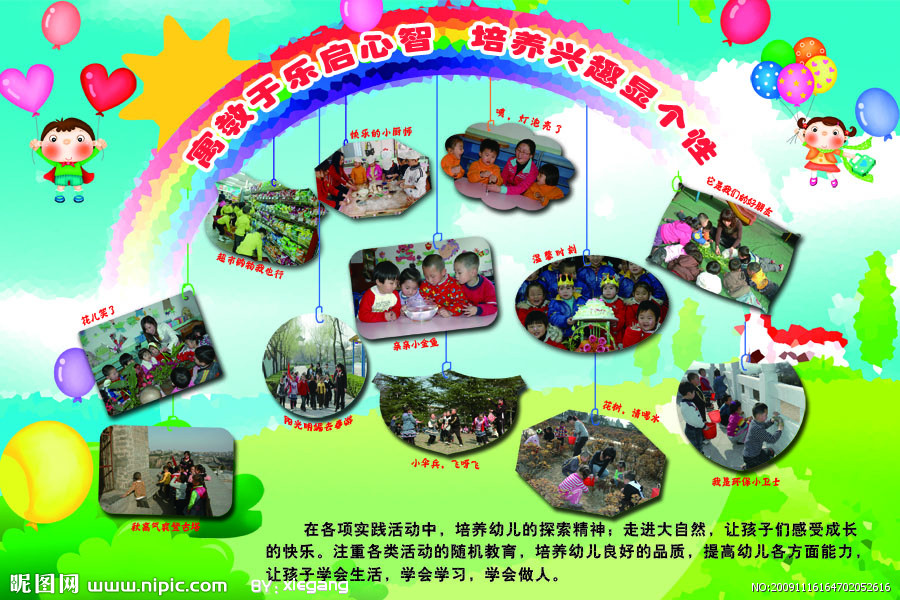 寓教于乐启心智 培养兴趣显个性
快乐的小厨师
哦，灯泡亮了
它是我们的好朋友
超市购物我也行
温馨时刻
花儿笑了
亲亲小金鱼
阳光明媚去春游
花树，请喝水
小伞兵，飞呀飞
我是环保小卫士
秋高气爽登古塔
在各项实践活动中，培养幼儿的探索精神；走进大自然，让孩子们感受成长
的快乐。注重各类活动的随机教育，培养幼儿良好的品质，提高幼儿各方面能力，
让孩子学会生活，学会学习，学会做人。
昵图网 www.nipic.com
BY: xiegang
NO:20091116164702052616